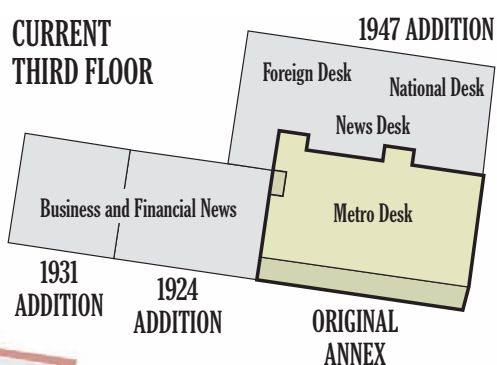 CURRENT
THIRD FLOOR
1947 ADDITION
Foreign Desk
National Desk
News Desk
Business and Financial News
Metro Desk
1931
ADDITION
1924
ADDITION
ORIGINAL
ANNEX